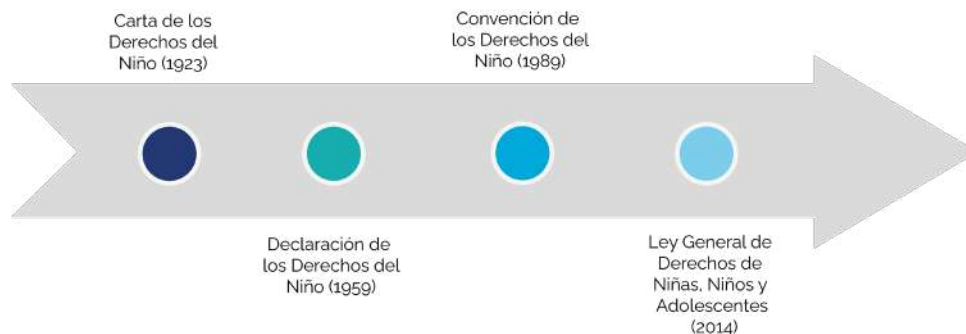 Carta de los
Derechos del
Niño (1923)
Declaración de
los Derechos del
Niño (1959)
Convención de
los Derechos del
Niño (1989)
Ley General de
Derechos de
Niñas, Niños y
Adolescentes
(2014)